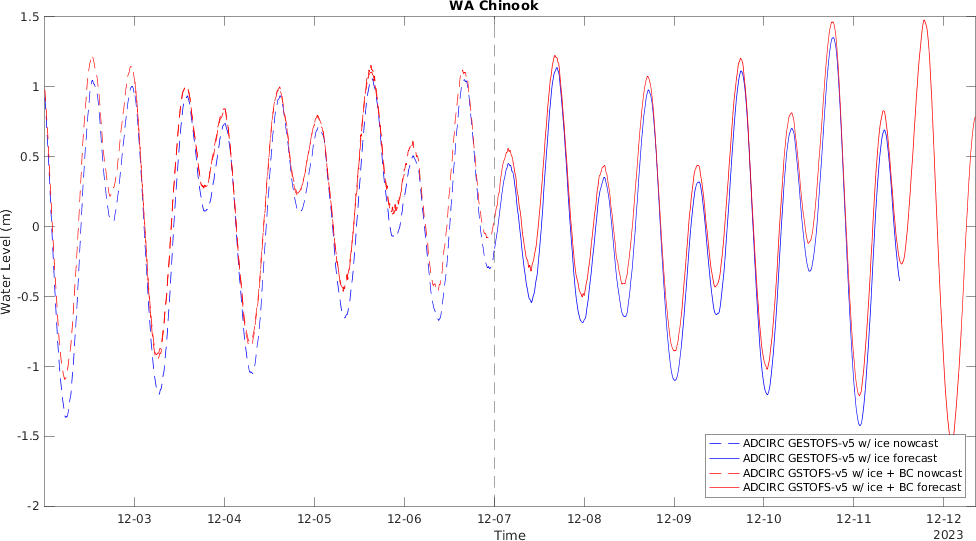 WA Chinook
1.5
1
0.5
0
-0.5
-1
-1.5
-2
Water Level (m)
12-03
12-04
12-05
12-06
12-07
12-08
12-09
12-10
12-11
12-12
2023
Time
ADCIRC GESTOFS-v5 w/ ice nowcast
ADCIRC GESTOFS-v5 w/ ice forecast
ADCIRC GSTOFS-v5 w/ ice + BC nowcast
ADCIRC GSTOFS-v5 w/ ice + BC forecast